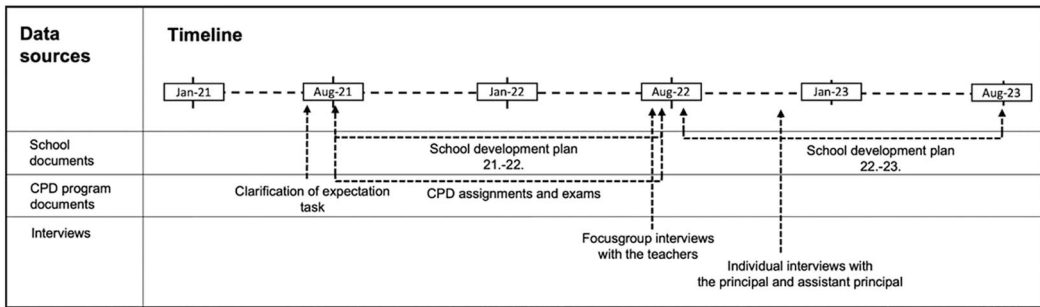 Data
sources
Timeline
Jan-21 Aug-21 Jan-22 Aug-22 Jan-23 Aug-23
School
documents
School development plan
21.-22.
School development plan
22.-23.
CPD program
documents
Clarification of expectation
task
CPD assignments and exams
Interviews
Focusgroup interviews
with the teachers
Individual interviews with
the principal and assistant principal